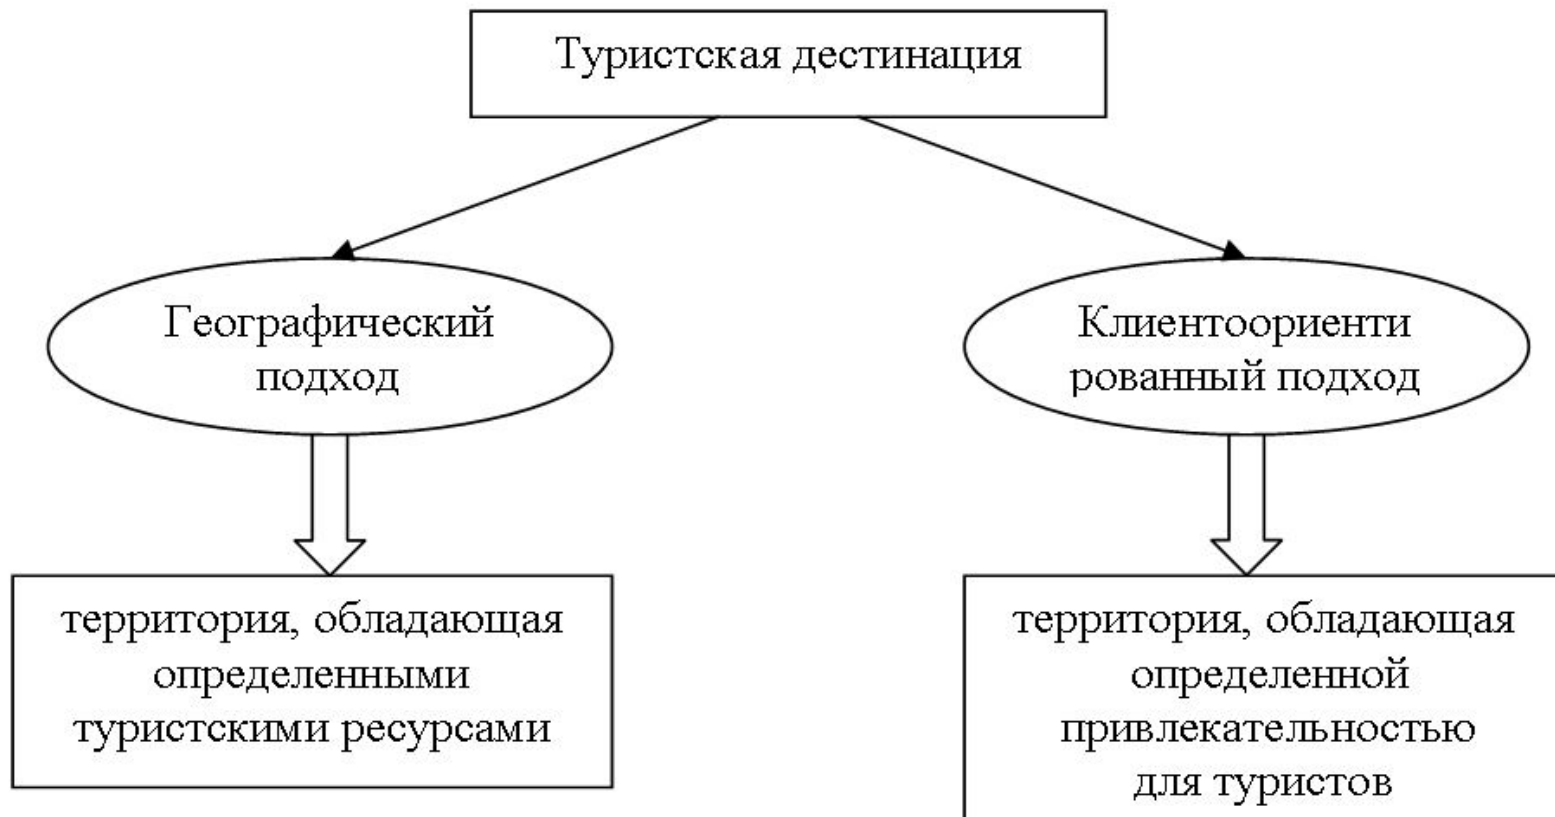 Туристская дестинация
Географический
подход
Клиентоориенти
рованный подход
территория, обладающая
определенными
туристскими ресурсами
территория, обладающая
определенной
привлекательностью
для туристов